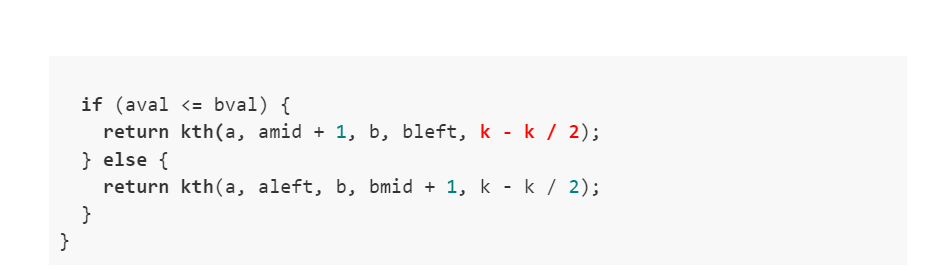 if (aval <= bval) {
return kth(a, amid + 1, b, bleft, k - k / 2);
} else {
return kth(a, aleft, b, bmid + 1, k - k / 2);
}
}